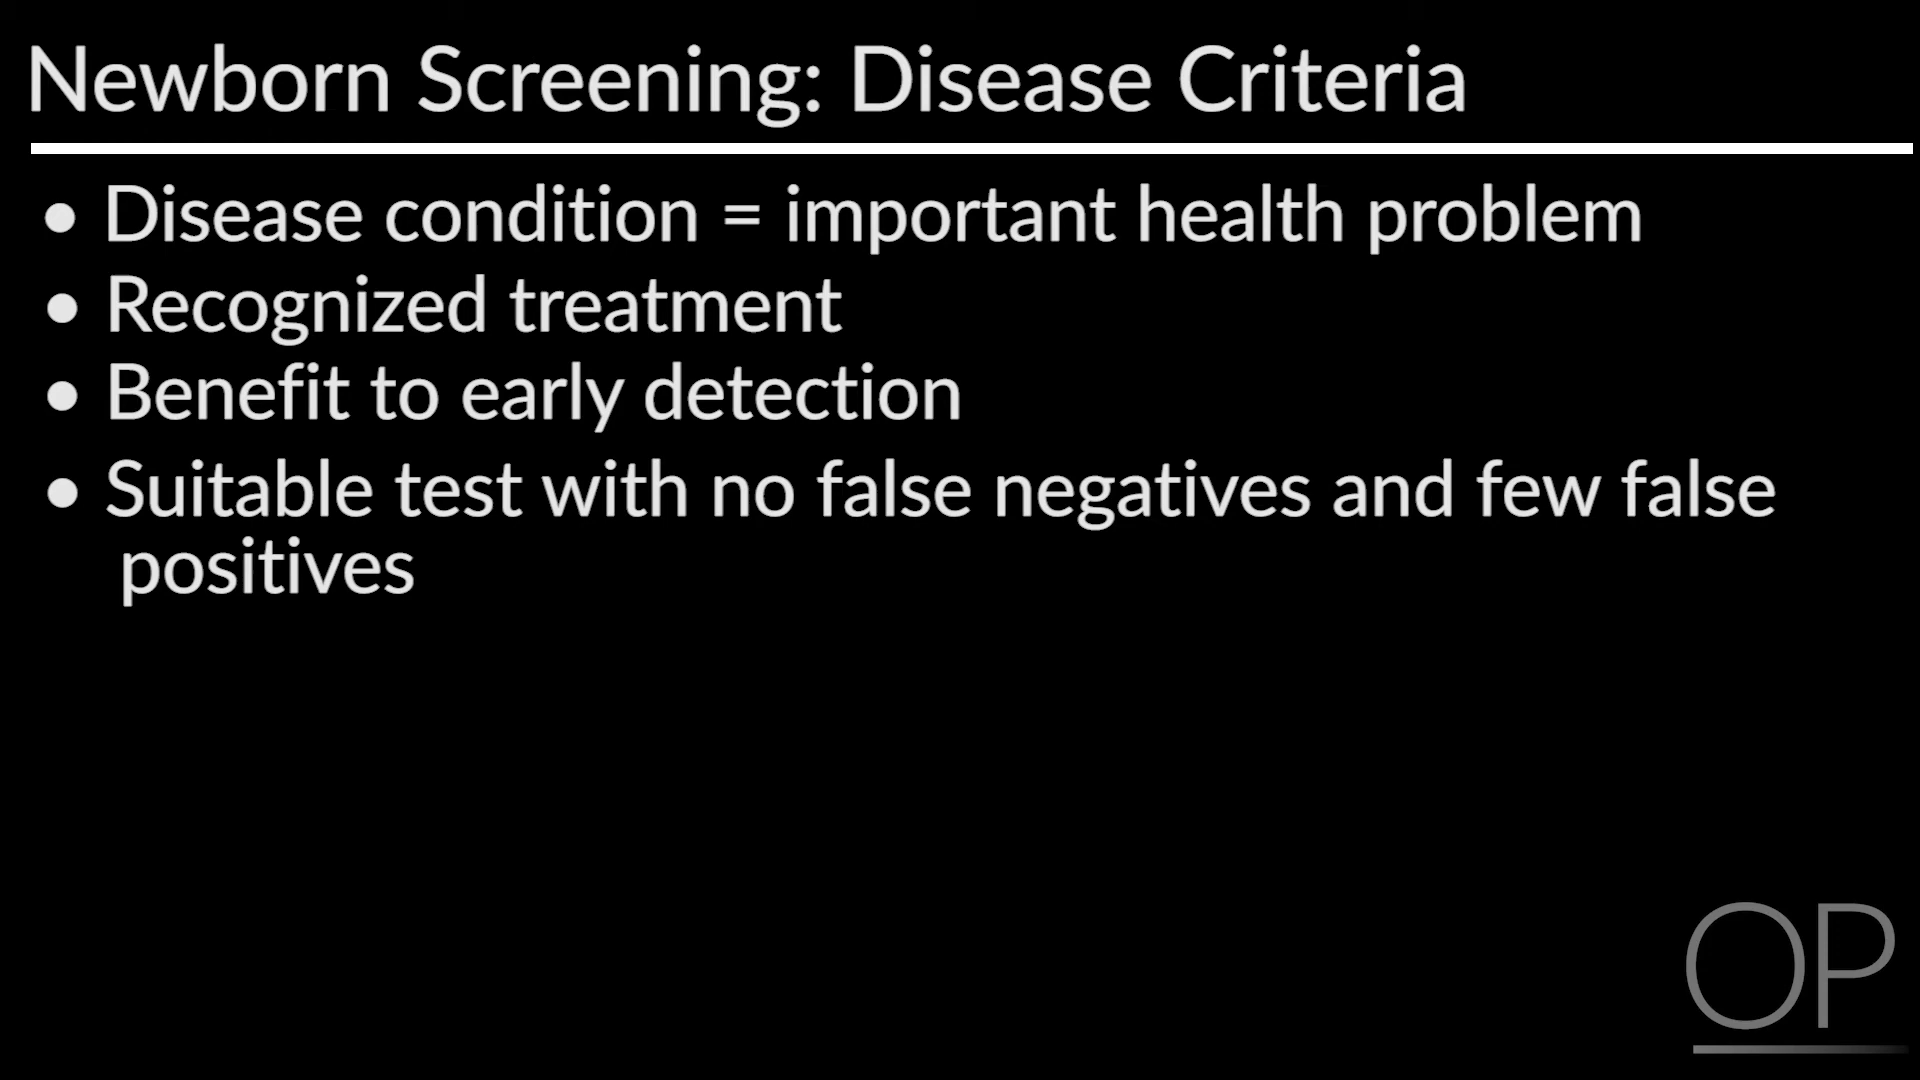 Newborn Screening: Disease Criteria
• Disease condition = important health problem
• Recognized treatment
• Benefit to early detection
• Suitable test with no false negatives and few false
positives
OP